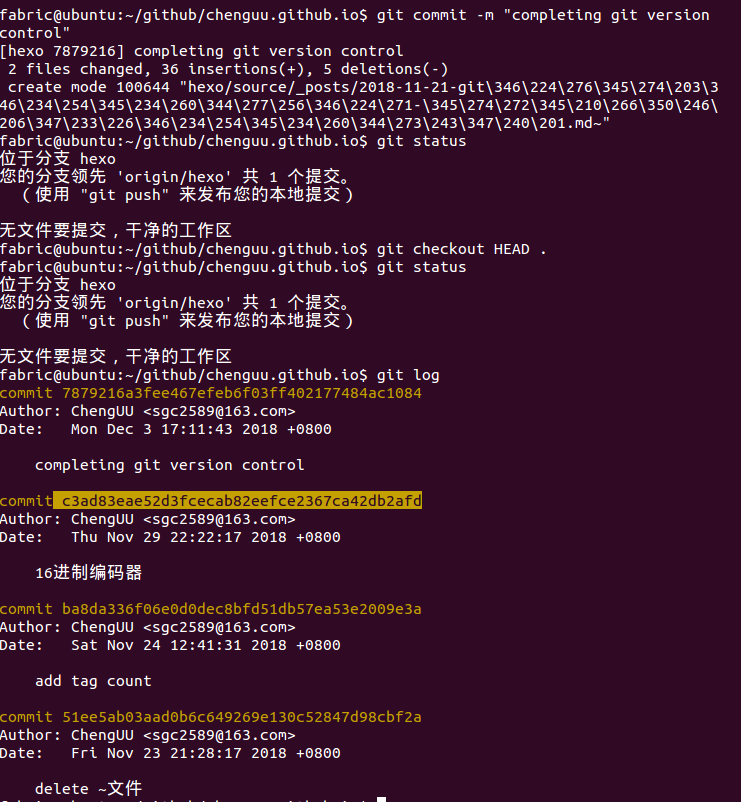 fabric@ubuntu:~/github/chenguu.github.io$ git commit -m "completing git version
control"
[hexo 7879216] completing git version control
 2 files changed, 36 insertions(+), 5 deletions(-)
 create mode 100644 "hexo/source/_posts/2018-11-21-git\346\224\276\345\274\203\3
46\234\254\345\234\260\344\277\256\346\224\271-\345\274\272\345\210\266\350\246\
206\347\233\226\346\234\254\345\234\260\344\273\243\347\240\201.md~"
fabric@ubuntu:~/github/chenguu.github.io$ git status
位于分支 hexo
您的分支领先 'origin/hexo' 共 1 个提交。
  （使用 "git push" 来发布您的本地提交）

无文件要提交，干净的工作区
fabric@ubuntu:~/github/chenguu.github.io$ git checkout HEAD .
fabric@ubuntu:~/github/chenguu.github.io$ git status
位于分支 hexo
您的分支领先 'origin/hexo' 共 1 个提交。
  （使用 "git push" 来发布您的本地提交）

无文件要提交，干净的工作区
fabric@ubuntu:~/github/chenguu.github.io$ git log
commit 7879216a3fee467efeb6f03ff402177484ac1084
Author: ChengUU <sgc2589@163.com>
Date:   Mon Dec 3 17:11:43 2018 +0800

    completing git version control

commit c3ad83eae52d3fcecab82eefce2367ca42db2afd
Author: ChengUU <sgc2589@163.com>
Date:   Thu Nov 29 22:22:17 2018 +0800

    16进制编码器

commit ba8da336f06e0d0dec8bfd51db57ea53e2009e3a
Author: ChengUU <sgc2589@163.com>
Date:   Sat Nov 24 12:41:31 2018 +0800

    add tag count

commit 51ee5ab03aad0b6c649269e130c52847d98cbf2a
Author: ChengUU <sgc2589@163.com>
Date:   Fri Nov 23 21:28:17 2018 +0800

    delete ~文件